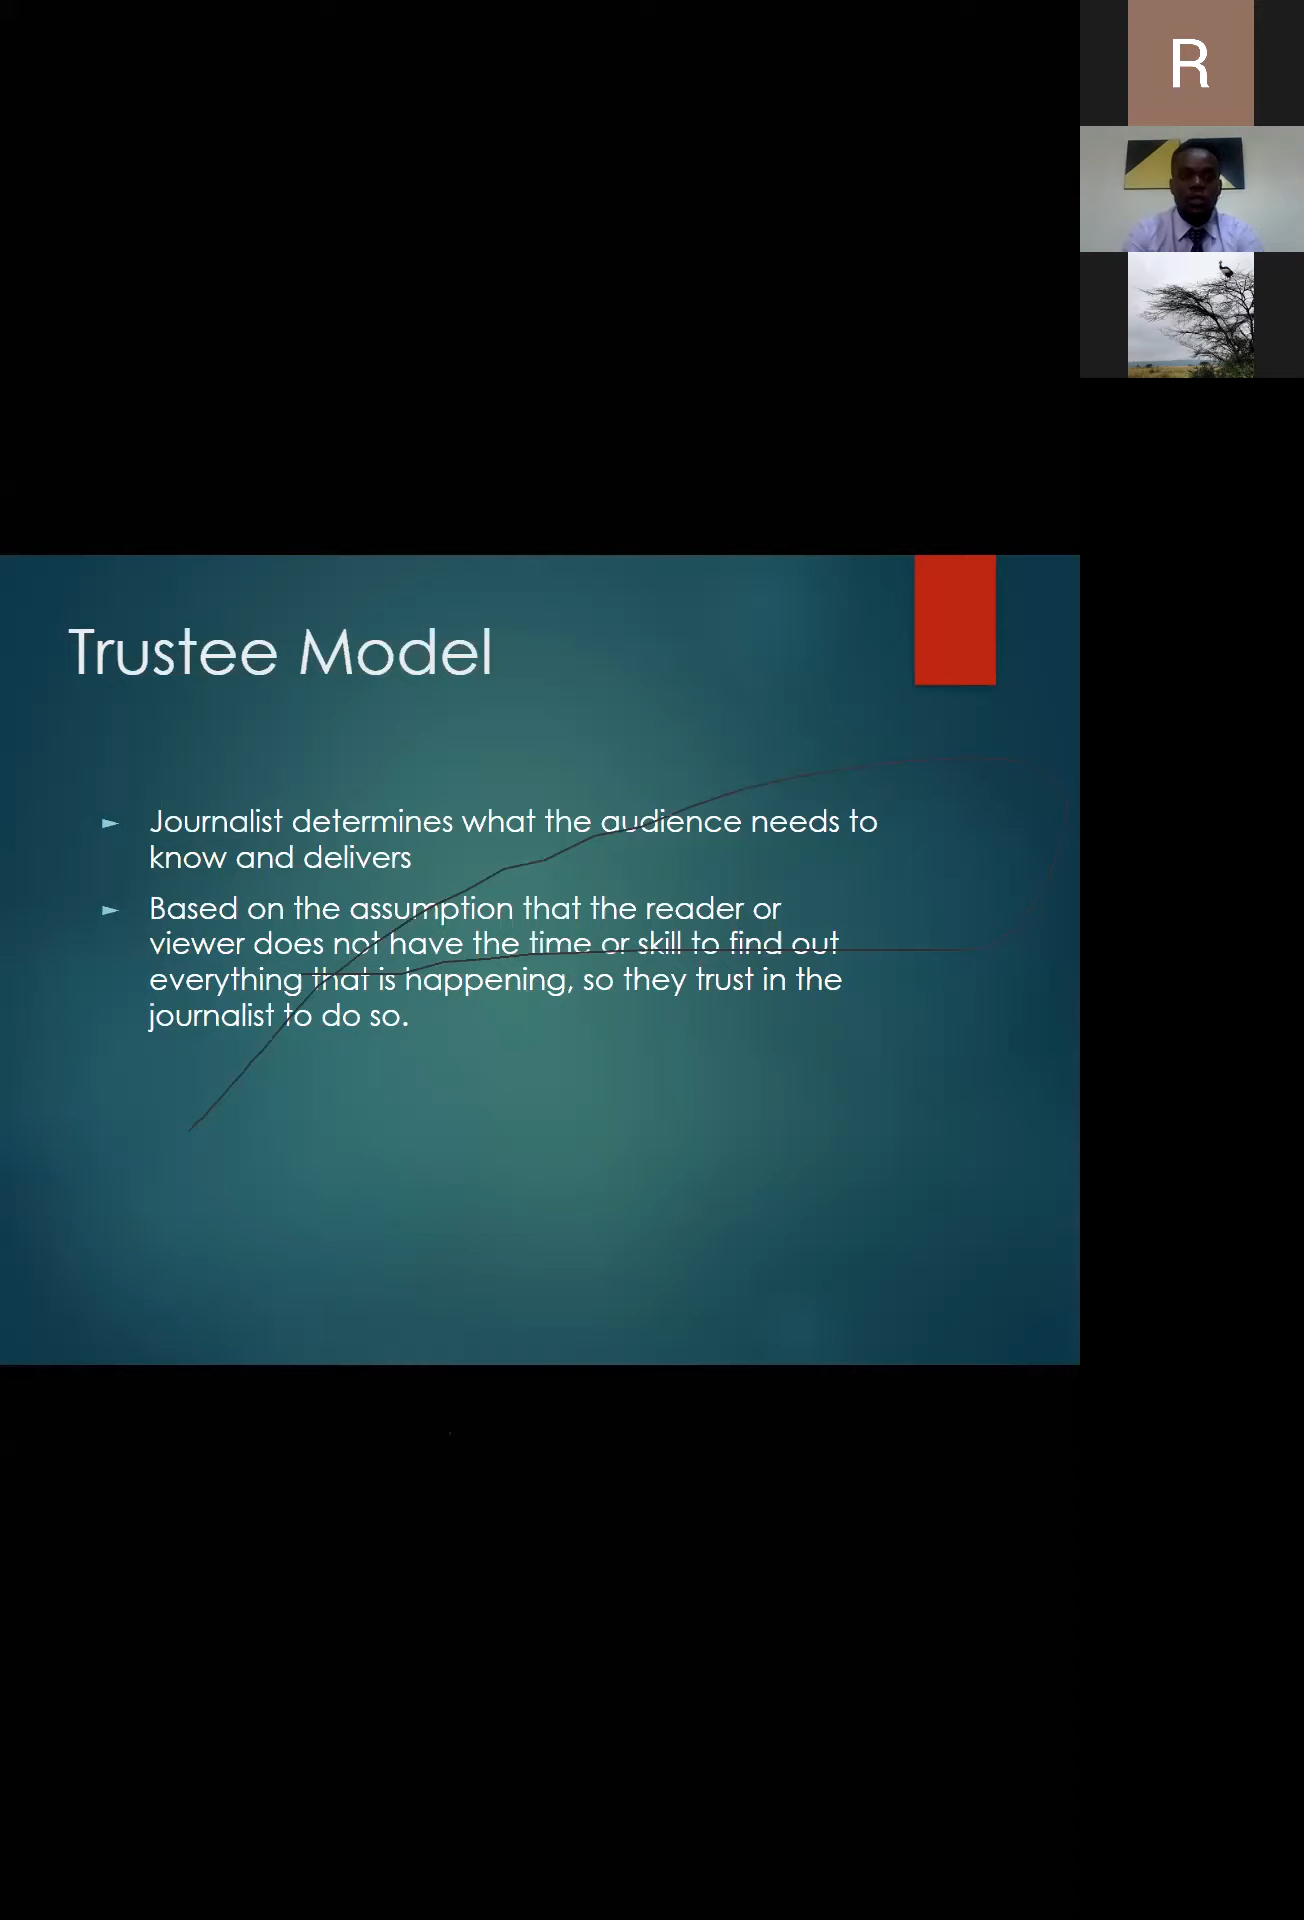 R
Trustee Model
► Journalist determines what the audience needs to
know and delivers
► Based on the assumption that the reader or
viewer does not have the time or skill to find out
everything that is happening, so they trust in the
journalist to do so.